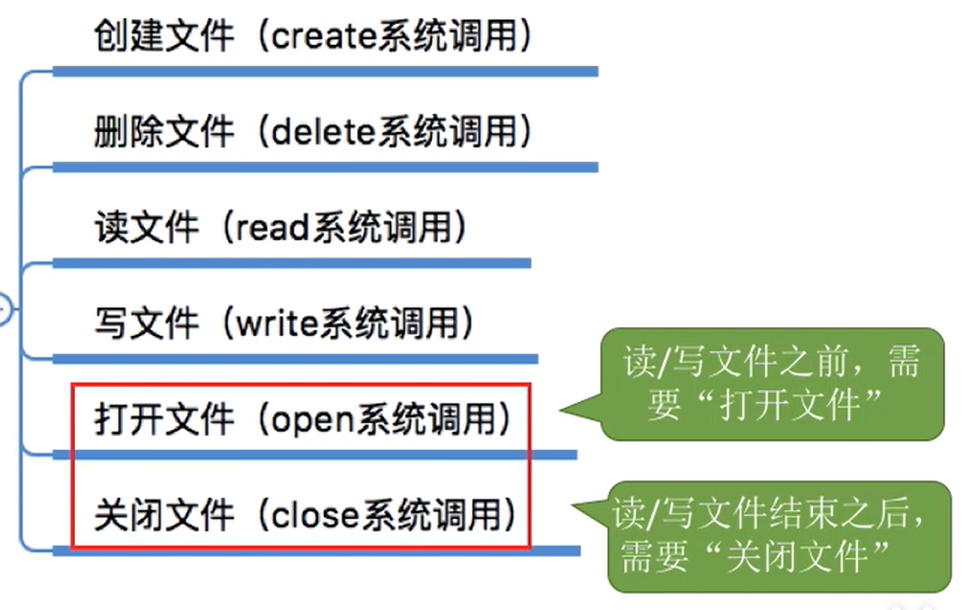 创建文件（create系统调用）
删除文件（delete系统调用）
读文件（read系统调用）
写文件（write系统调用）
读/写文件之前，需
要“打开文件”
打开文件（open系统调用）
关闭文件（close系统调用）
读/写文件结束之后，
需要“关闭文件”